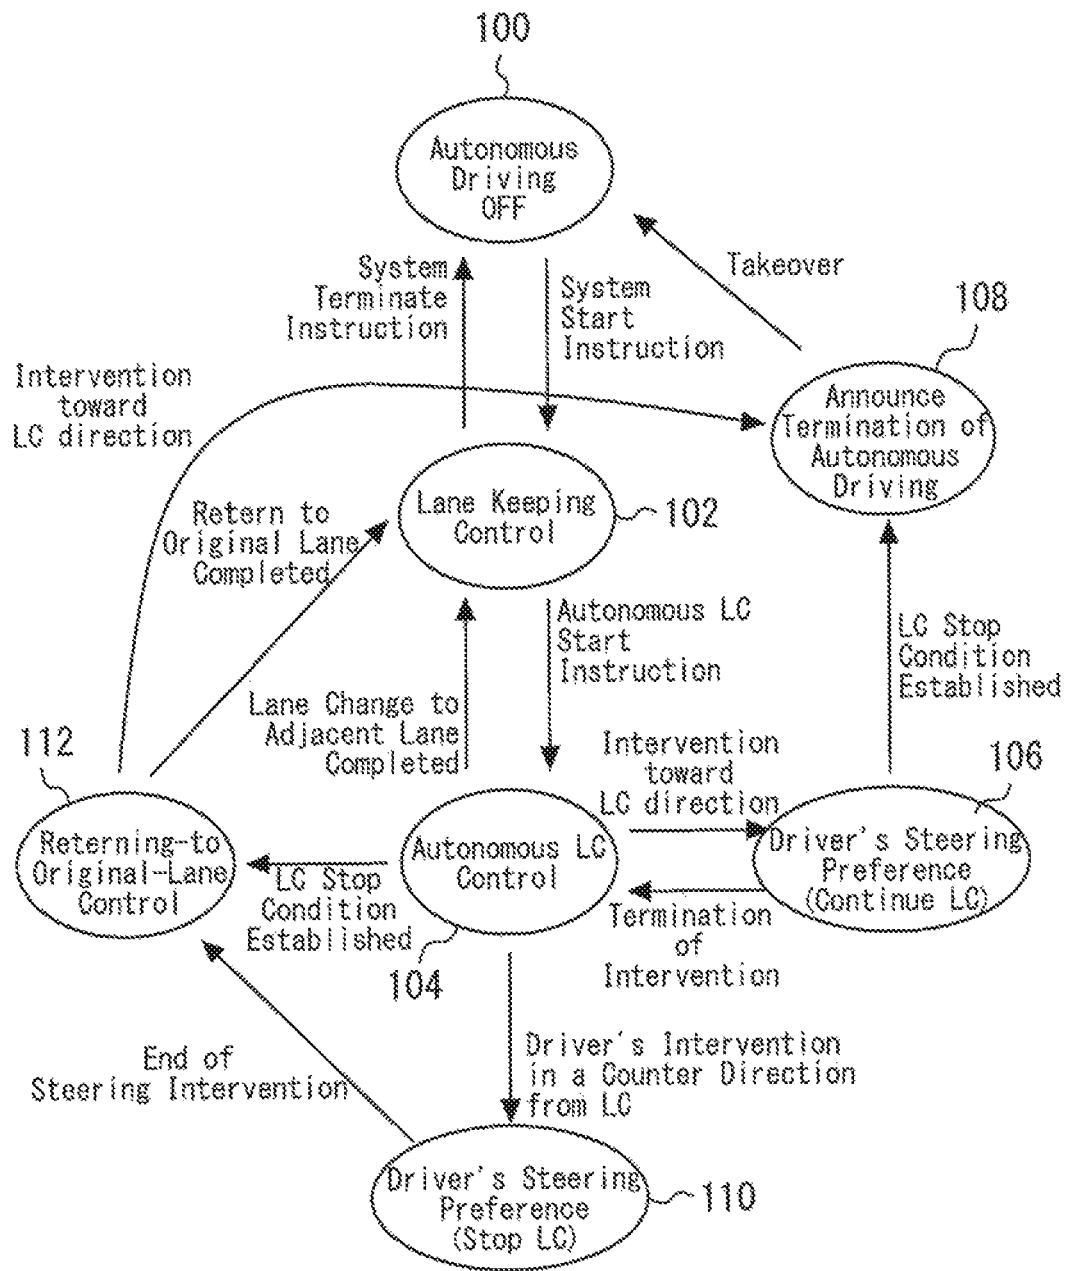 100
Autonomous
Driving
OFF
System
Terminate
Instruction
System
Start
Instruction
Takeover
108
Intervention
toward
LC direction
Announce
Termination of
Autonomous
Driving
Retern to
Original Lane
Completed
Lane Keeping
Control
102
Autonomous LC
Start
Instruction
LC Stop
Condition
Established
Lane Change to
Adjacent Lane
Completed
112
Intervention
toward
LC direction
106
Reterning-to
Original-Lane
Control
Autonomous LC
Control
Driver's Steering
Preference
(Continue LC)
LC Stop
Condition
Established
104
Termination
of
Intervention
End of
Steering Intervention
Driver's Intervention
in a Counter Direction
from LC
Driver's Steering
Preference
(Stop LC)
110